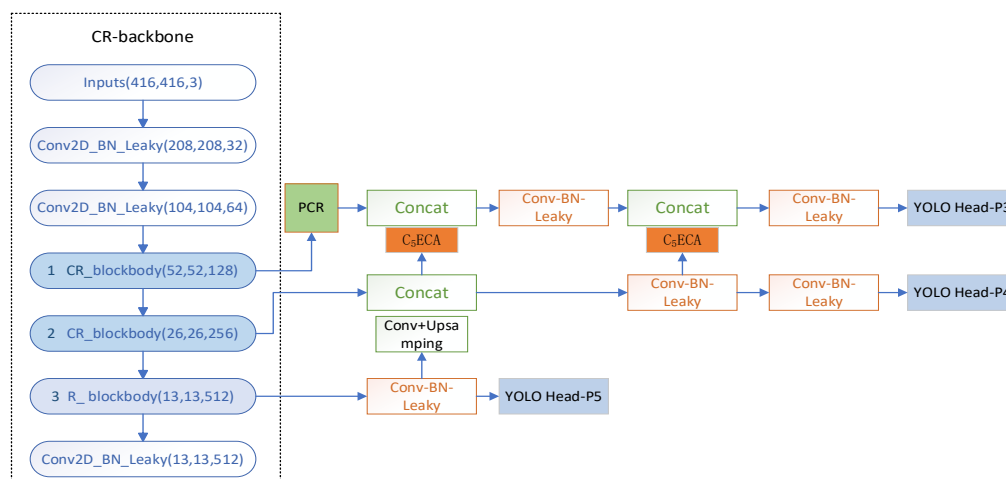 CR-backbone
Inputs(416,416,3)
Conv2D_BN_Leaky(208,208,32)
Conv2D_BN_Leaky(104,104,64)
1 CR_blockbody(52,52,128)
2 CR_blockbody(26,26,256)
3 R_ blockbody(13,13,512)
Conv2D_BN_Leaky(13,13,512)
PCR
Concat
Conv-BN-
Leaky
Concat
Conv-BN-
Leaky
YOLO Head-P3
C₅ECA
C₅ECA
Concat
Conv-BN-
Leaky
Conv-BN-
Leaky
YOLO Head-P4
Conv+Upsa
mping
Conv-BN-
Leaky
YOLO Head-P5